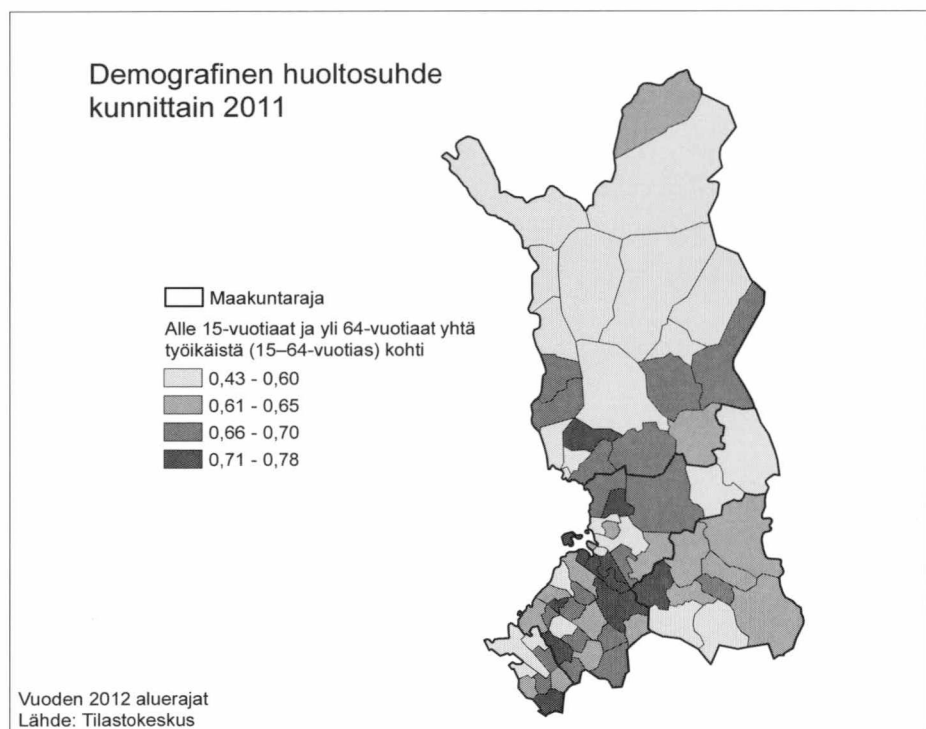 Demografinen huoltosuhde
kunnittain 2011
Maakuntaraja
Alle 15-vuotiaat ja yli 64-vuotiaat yhtä
työikäistä (15–64-vuotias) kohti
0,43 - 0,60
0,61 - 0,65
0,66 - 0,70
0,71 - 0,78
Vuoden 2012 aluerajat
Lähde: Tilastokeskus